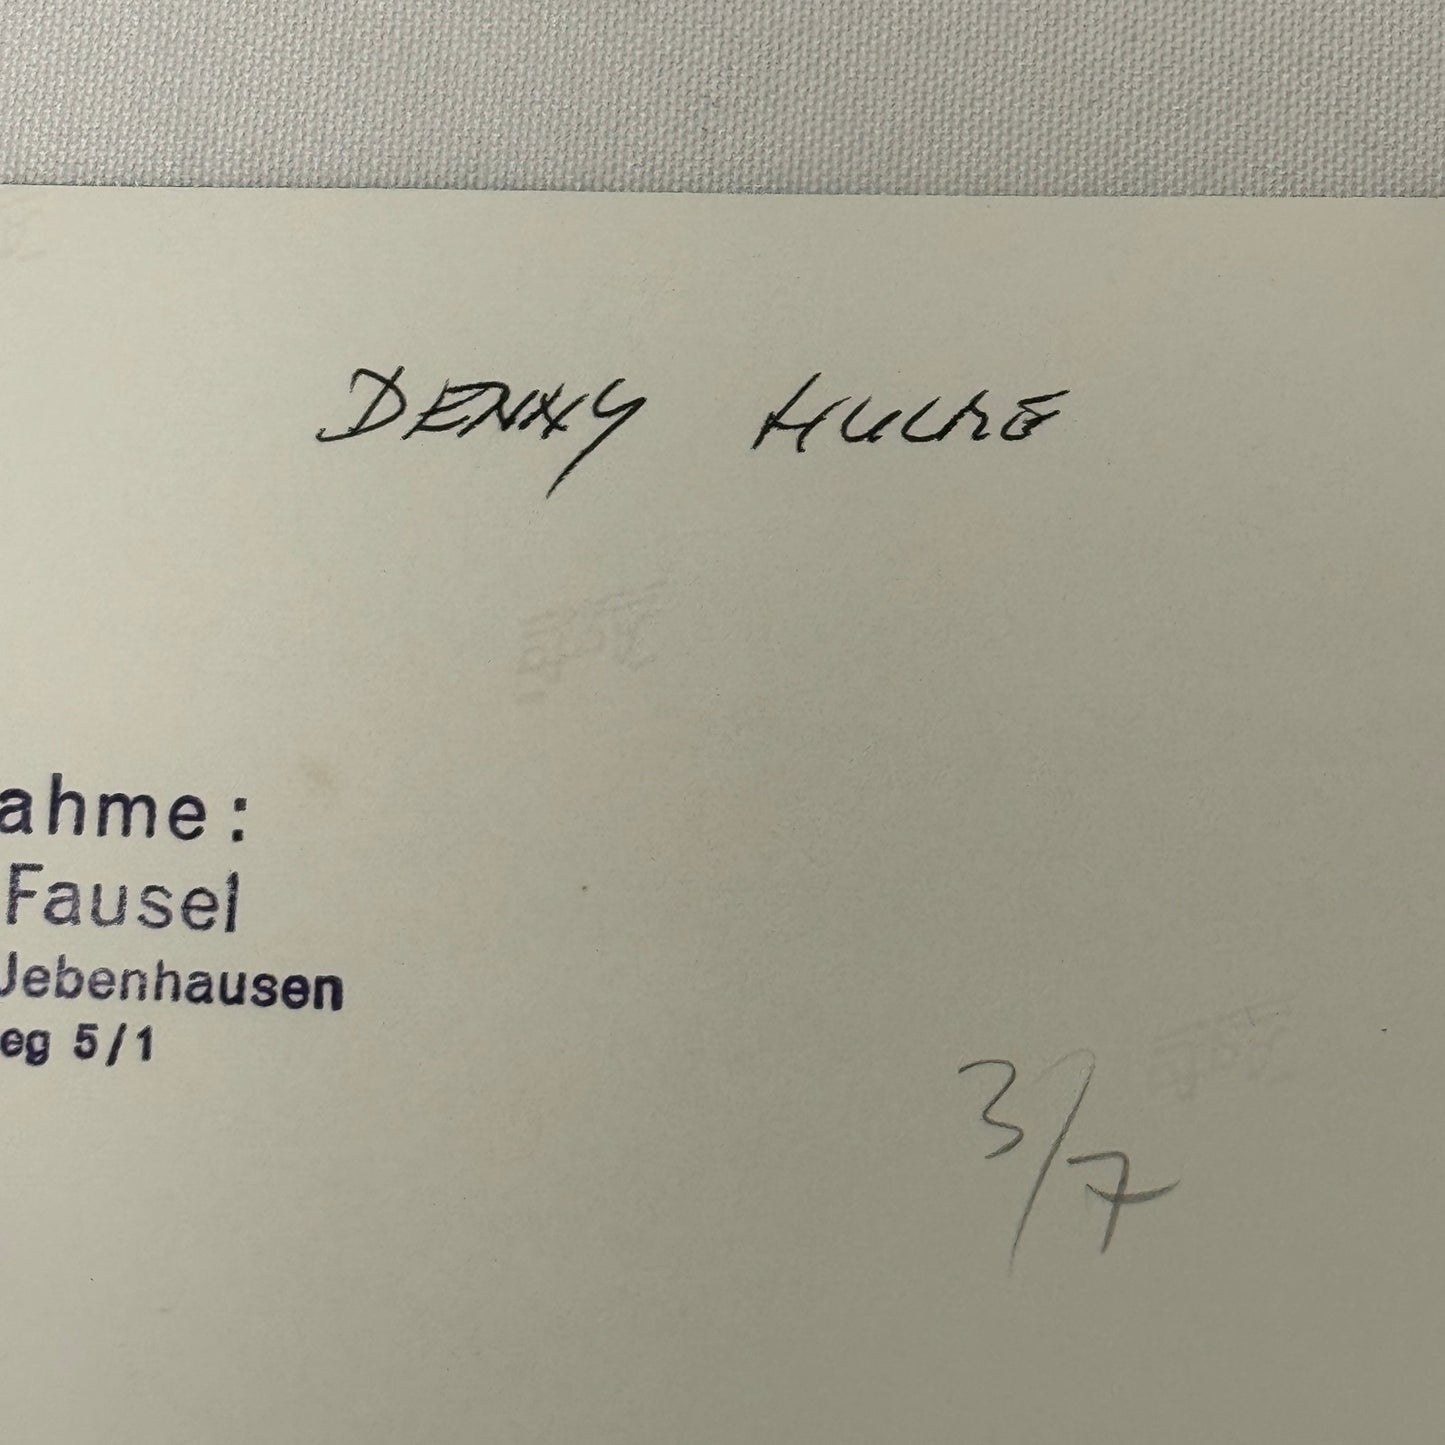 DENNY HULME
ahme:
Fausel
Jebenhausen
eg 5/1
3/7